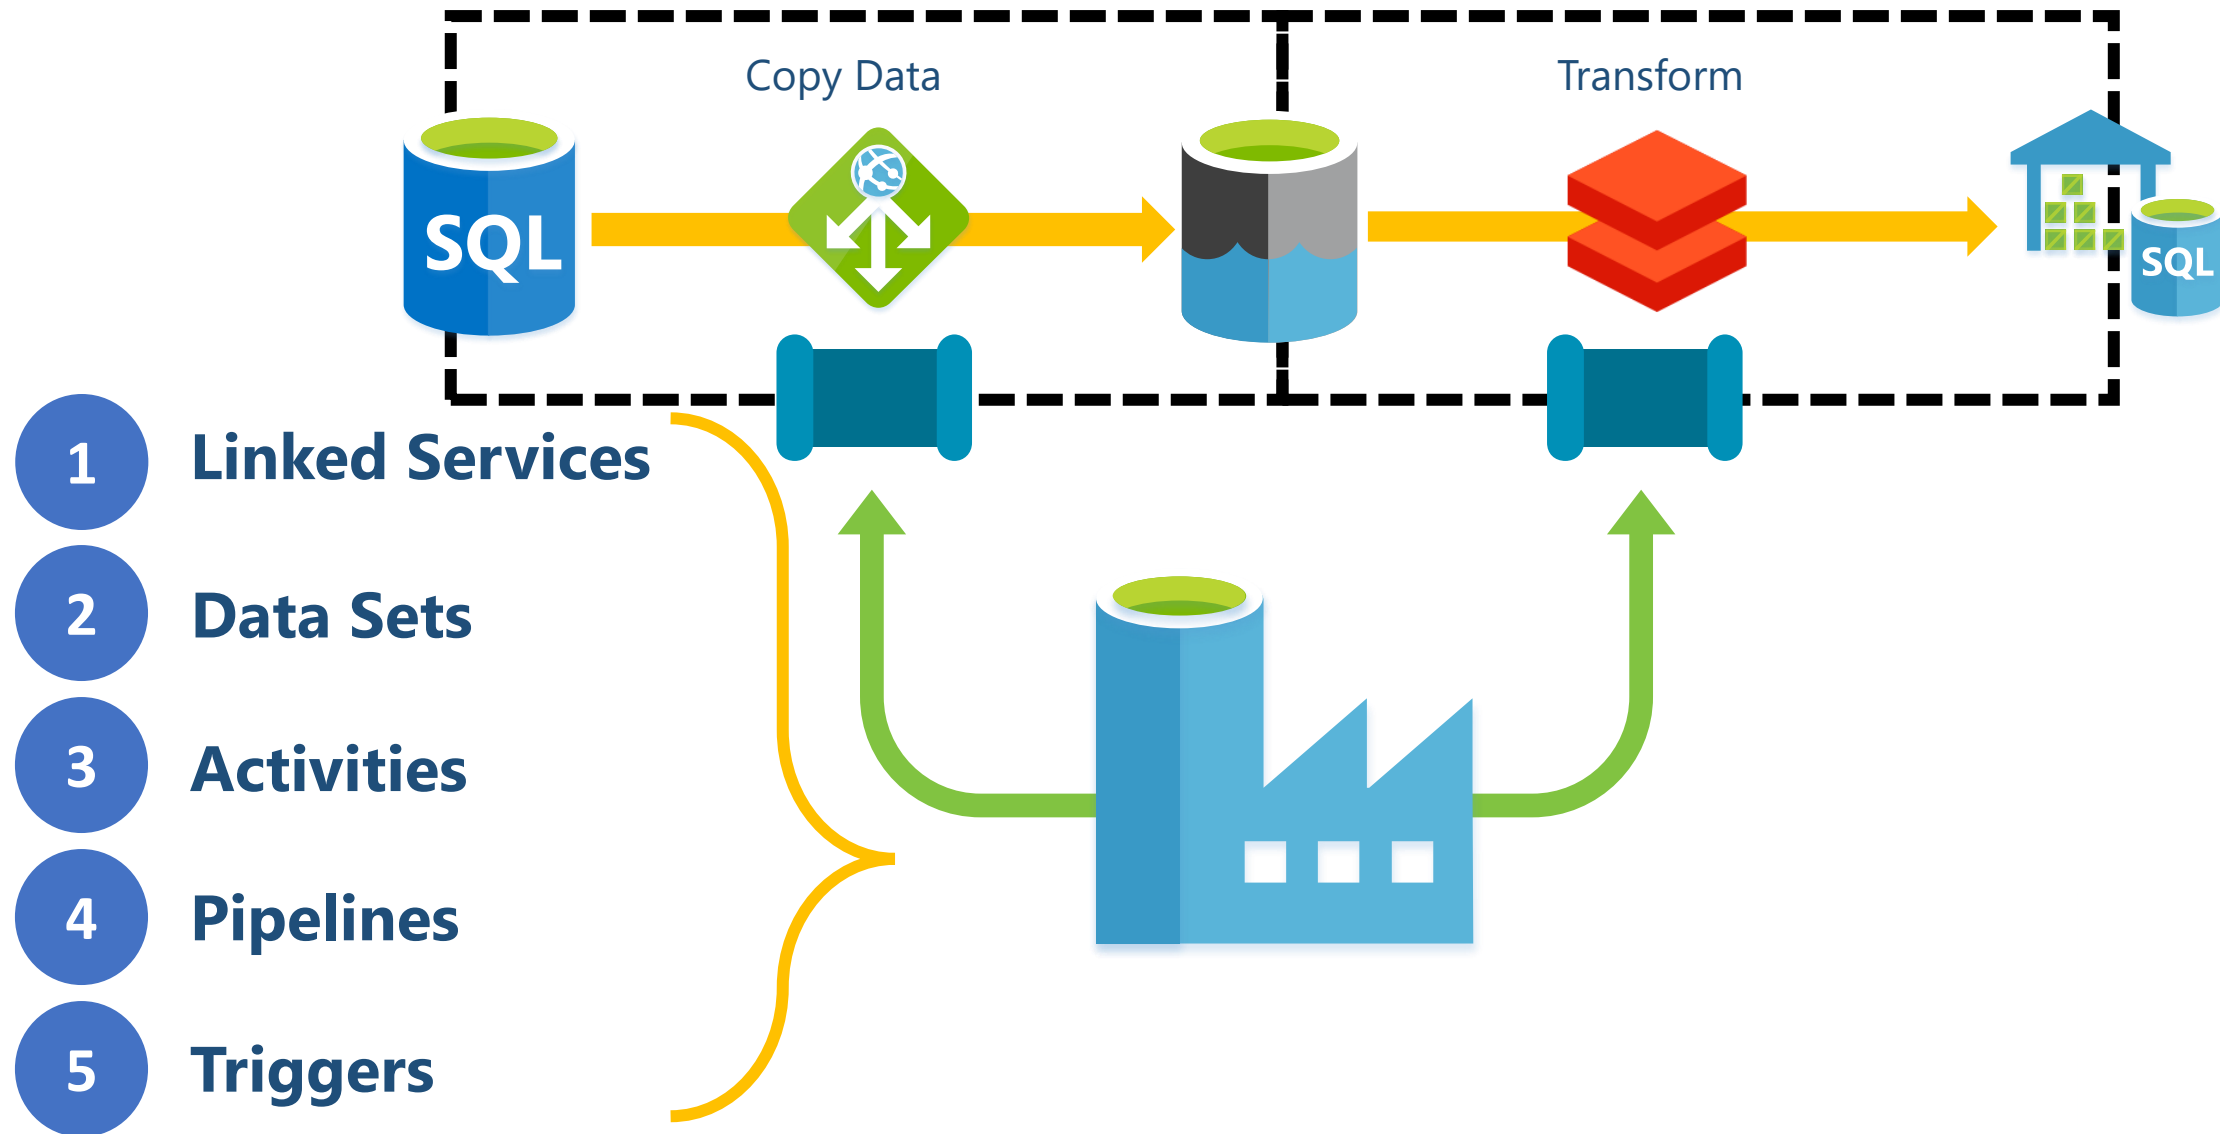 Copy Data
Transform
SQL
SQL
1 Linked Services
2 Data Sets
3 Activities
4 Pipelines
5 Triggers